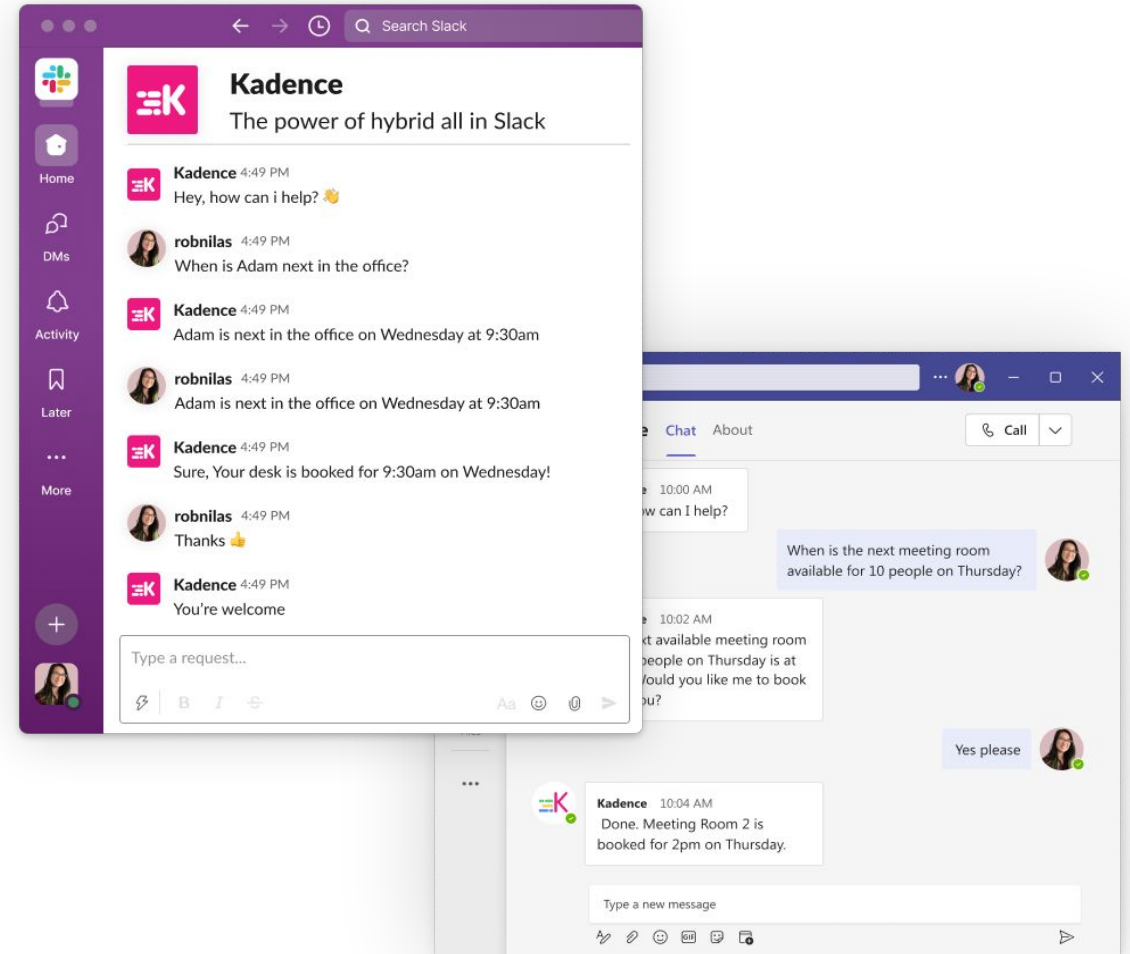 Search Slack
Kadence
The power of hybrid all in Slack
Home
DMs
Activity
Later
More
Kadence 4:49 PM
Hey, how can i help? 👋
robnilas 4:49 PM
When is Adam next in the office?
Kadence 4:49 PM
Adam is next in the office on Wednesday at 9:30am
robnilas 4:49 PM
Adam is next in the office on Wednesday at 9:30am
Kadence 4:49 PM
Sure, Your desk is booked for 9:30am on Wednesday!
robnilas 4:49 PM
Thanks 👍
Kadence 4:49 PM
You're welcome
Type a request...
B I S
Aa
Chat About
Call
10:00 AM
can I help?
When is the next meeting room
available for 10 people on Thursday?
10:02 AM
available meeting room
people on Thursday is at
you like me to book
Yes please
Kadence 10:04 AM
Done. Meeting Room 2 is
booked for 2pm on Thursday.
Type a new message
GIF